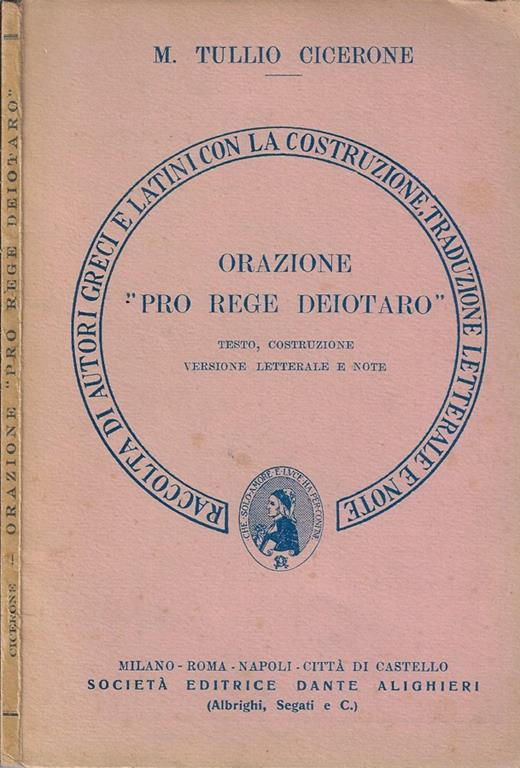 M. TULLIO CICERONE
RACCOLTA DI AUTORI GRECI E LATINI CON LA COSTRUZIONE, TRADUZIONE LETTERALE E NOTE
ORAZIONE
"PRO REGE DEIOTARO"
TESTO, COSTRUZIONE
VERSIONE LETTERALE E NOTE
CHE SOLO AMORE E LUCE HA PER CONFINE
MILANO - ROMA - NAPOLI - CITTÀ DI CASTELLO
SOCIETÀ EDITRICE DANTE ALIGHIERI
(Albrighi, Segati e C.)
CICERONE - ORAZIONE "PRO REGE DEIOTARO"